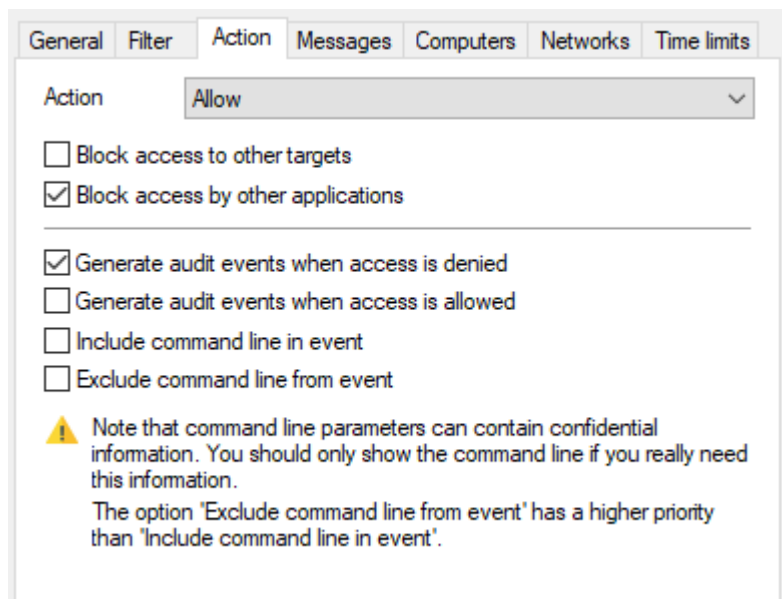 General Filter Action Messages Computers Networks Time limits
Action Allow
Block access to other targets
Block access by other applications
Generate audit events when access is denied
Generate audit events when access is allowed
Include command line in event
Exclude command line from event
Note that command line parameters can contain confidential
information. You should only show the command line if you really need
this information.
The option "Exclude command line from event" has a higher priority
than "Include command line in event".